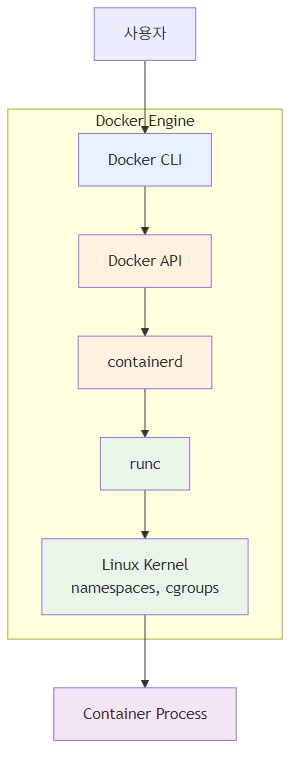 사용자
Docker Engine
Docker CLI
Docker API
containerd
runc
Linux Kernel
namespaces, cgroups
Container Process